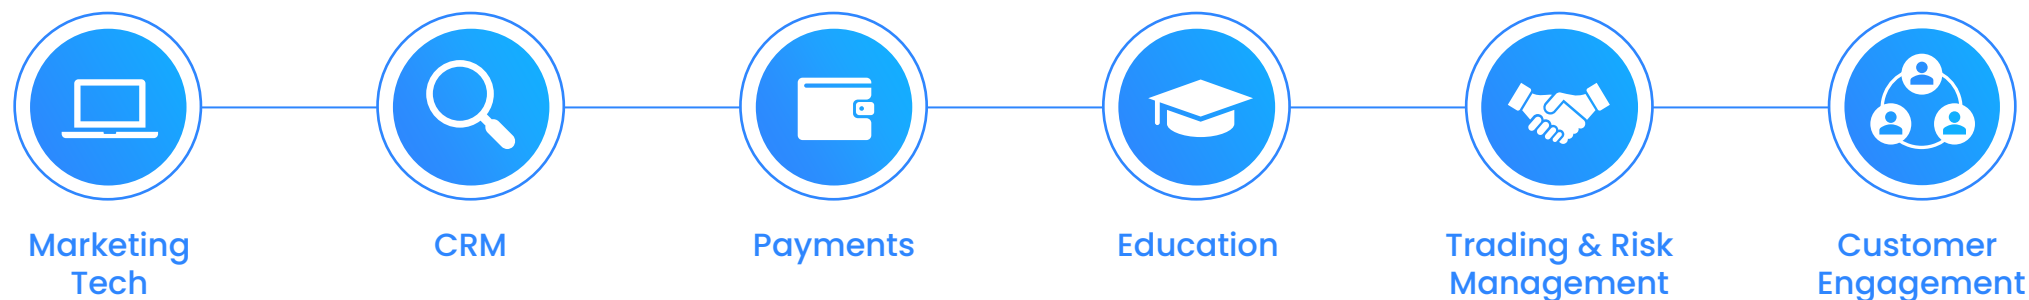 Marketing
Tech
CRM
Payments
Education
Trading & Risk
Management
Customer
Engagement